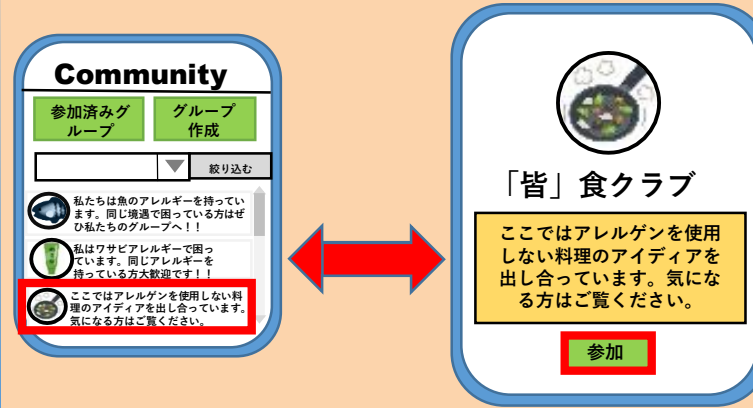 Community
参加済みグ
ループ
グループ
作成
絞り込む
私たちは魚のアレルギーを持ってい
ます。同じ境遇で困っている方はぜ
ひ私たちのグループへ！！
私はワサビアレルギーで困っ
ています。同じアレルギーを
持っている方大歓迎です！！
ここではアレルゲンを使用しない料
理のアイディアを出し合っています。
気になる方はご覧ください。
「皆」食クラブ
ここではアレルゲンを使用
しない料理のアイディアを
出し合っています。気にな
る方はご覧ください。
参加